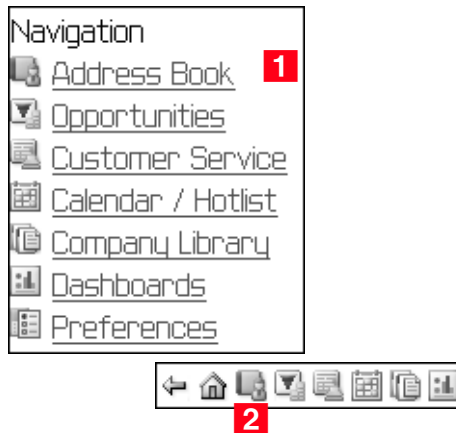 Navigation
Address Book
1
Opportunities
Customer Service
Calendar / Hotlist
Company Library
Dashboards
Preferences
2